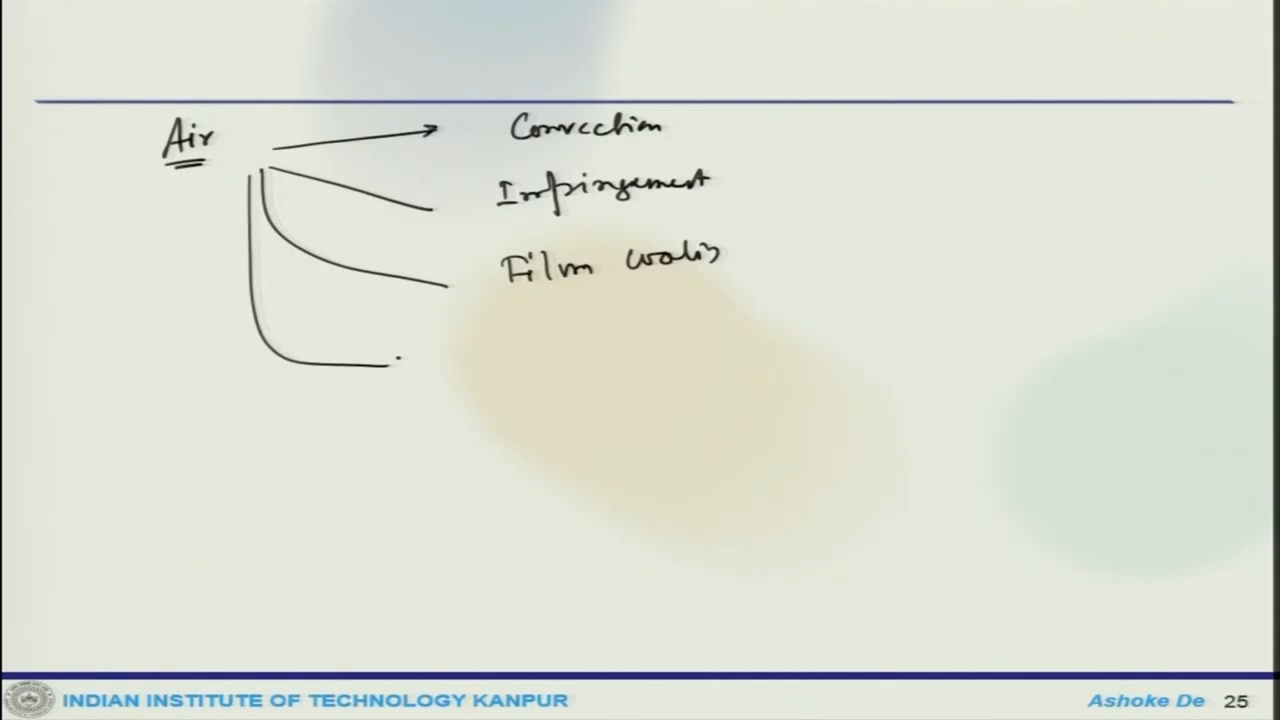 Air
Convection
Impingement
Film cooling
INDIAN INSTITUTE OF TECHNOLOGY KANPUR
Ashoke De 25